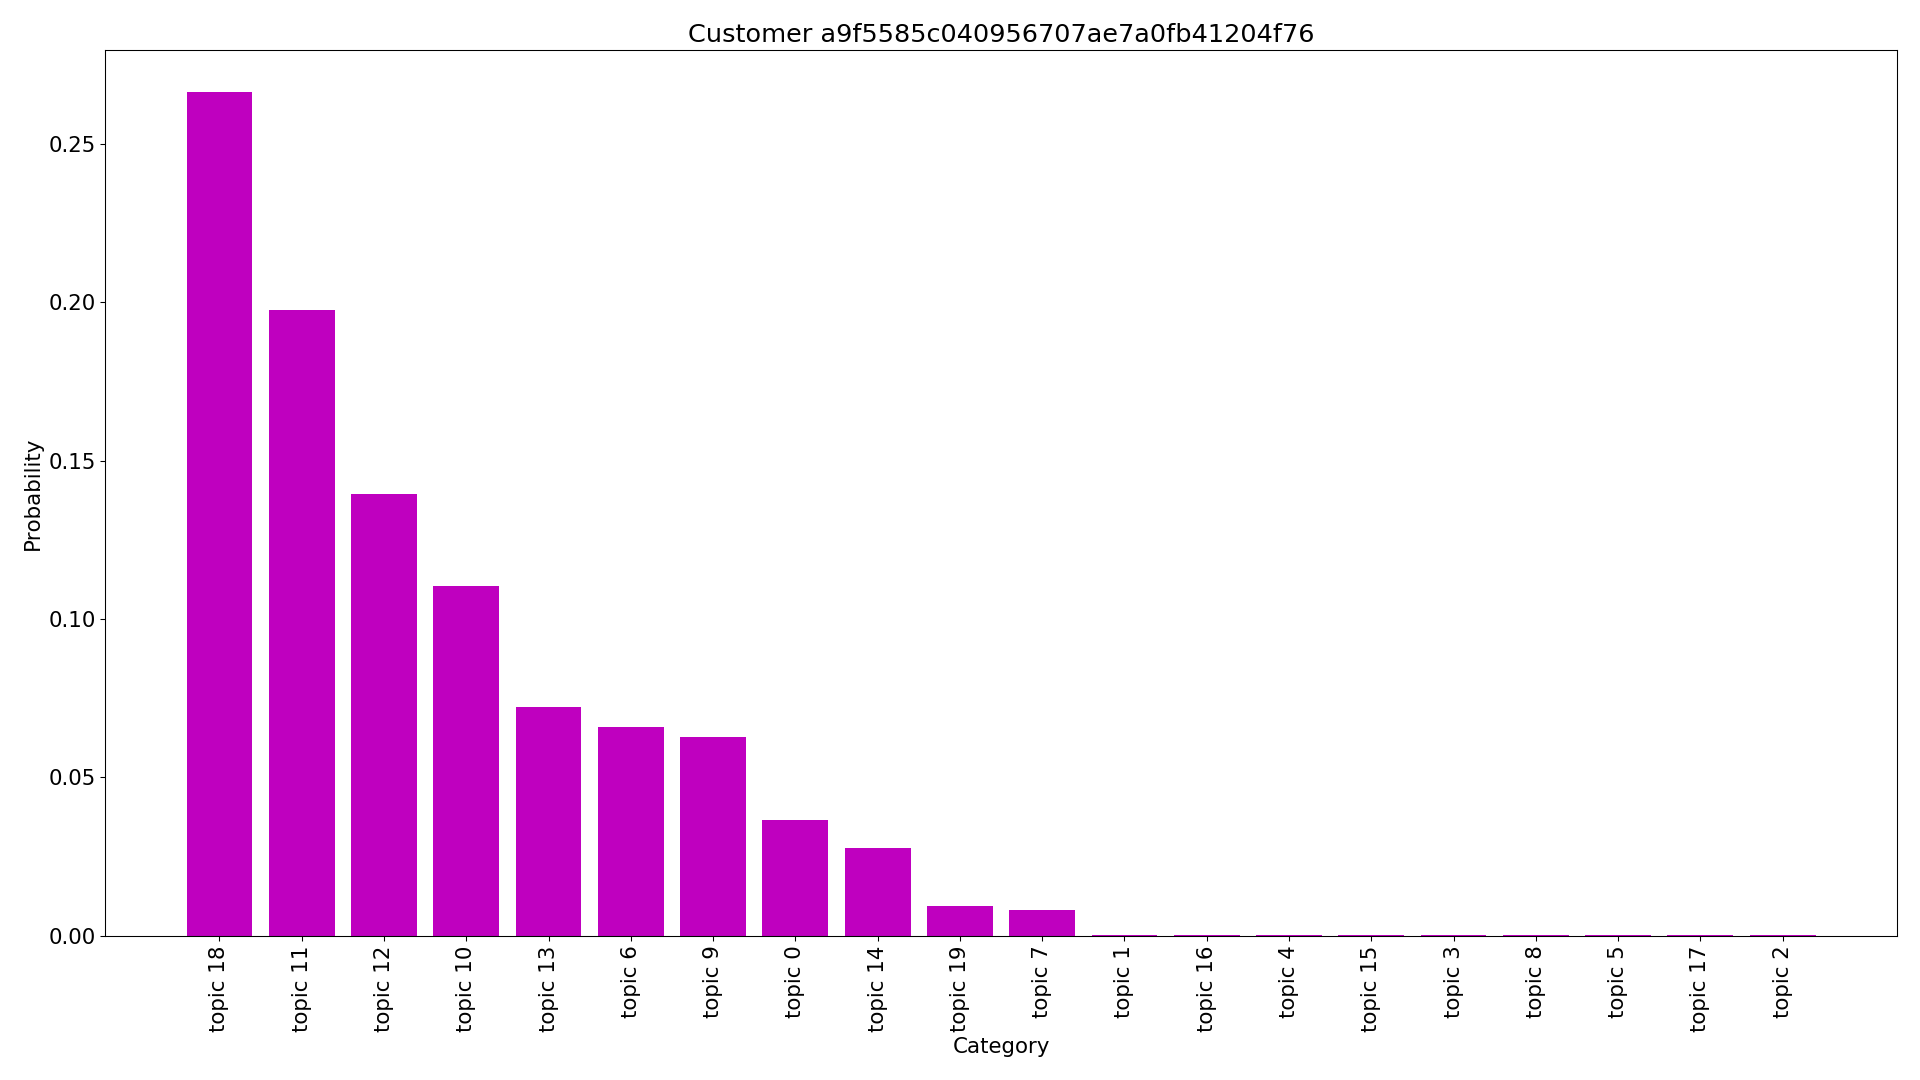 Customer a9f5585c040956707ae7a0fb41204f76
Probability
0.25
0.20
0.15
0.10
0.05
0.00
topic 18
topic 11
topic 12
topic 10
topic 13
topic 6
topic 9
topic 0
topic 14
topic 19
topic 7
topic 1
topic 16
topic 4
topic 15
topic 3
topic 8
topic 5
topic 17
topic 2
Category